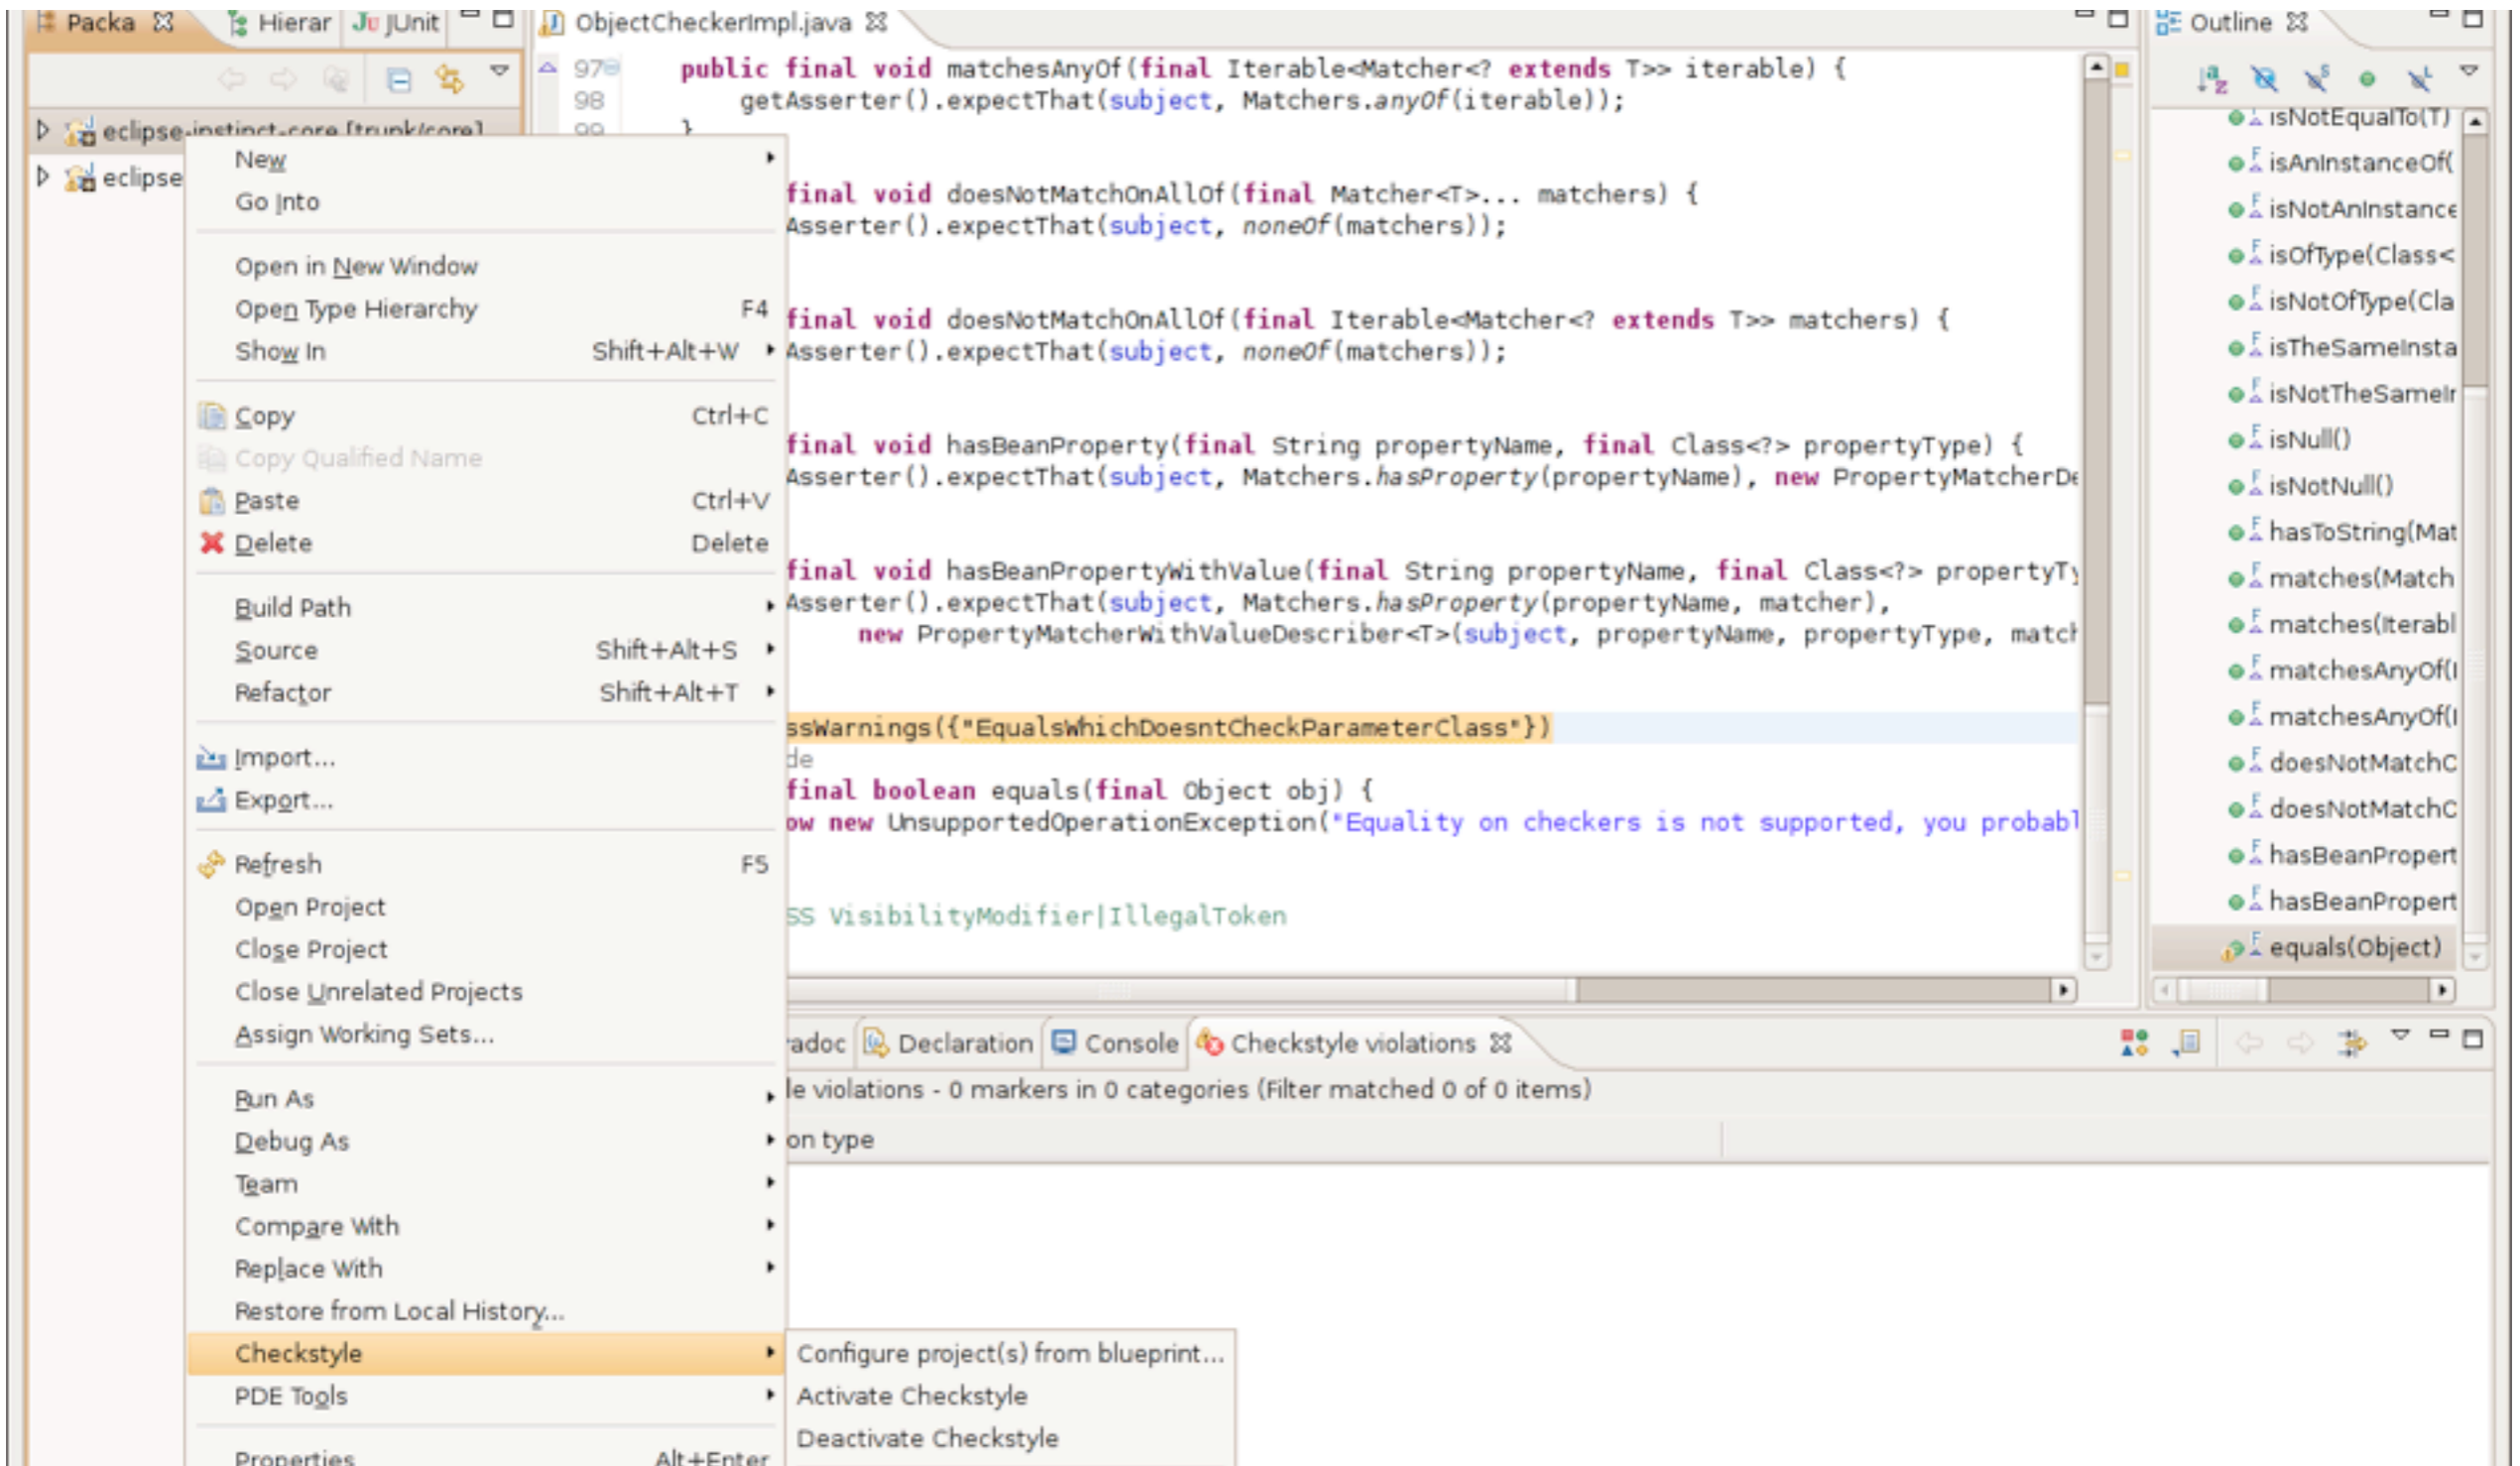 Packa
Hierar
JUnit
eclipse-instinct-core [trunk/core]
eclipse
New
Go Into
Open in New Window
Open Type Hierarchy F4
Show In Shift+Alt+W
Copy Ctrl+C
Copy Qualified Name
Paste Ctrl+V
Delete Delete
Build Path
Source Shift+Alt+S
Refactor Shift+Alt+T
Import...
Export...
Refresh F5
Open Project
Close Project
Close Unrelated Projects
Assign Working Sets...
Run As
Debug As
Team
Compare With
Replace With
Restore from Local History...
Checkstyle
PDE Tools
Properties Alt+Enter
Configure project(s) from blueprint...
Activate Checkstyle
Deactivate Checkstyle
ObjectCheckerImpl.java
97 public final void matchesAnyOf(final Iterable<Matcher<? extends T>> iterable) {
98 getAsserter().expectThat(subject, Matchers.anyOf(iterable));
99 }
final void doesNotMatchOnAllOf(final Matcher<T>... matchers) {
Asserter().expectThat(subject, noneOf(matchers));
final void doesNotMatchOnAllOf(final Iterable<Matcher<? extends T>> matchers) {
Asserter().expectThat(subject, noneOf(matchers));
final void hasBeanProperty(final String propertyName, final Class<?> propertyType) {
Asserter().expectThat(subject, Matchers.hasProperty(propertyName), new PropertyMatcherDe
final void hasBeanPropertyWithValue(final String propertyName, final Class<?> propertyTy
Asserter().expectThat(subject, Matchers.hasProperty(propertyName, matcher),
new PropertyMatcherWithValueDescriber<T>(subject, propertyName, propertyType, match
ssWarnings({"EqualsWhichDoesntCheckParameterClass"})
de
final boolean equals(final Object obj) {
ow new UnsupportedOperationException("Equality on checkers is not supported, you probabl
SS VisibilityModifier|IllegalToken
adoc
Declaration
Console
Checkstyle violations
le violations - 0 markers in 0 categories (Filter matched 0 of 0 items)
on type
Outline
isNotEqualTo(T)
isAnInstanceOf(
isNotAnInstance
isOfType(Class<
isNotOfType(Cla
isTheSameInsta
isNotTheSameIr
isNull()
isNotNull()
hasToString(Mat
matches(Match
matches(Iterabl
matchesAnyOf(I
matchesAnyOf(I
doesNotMatchO
doesNotMatchO
hasBeanPropert
hasBeanPropert
equals(Object)